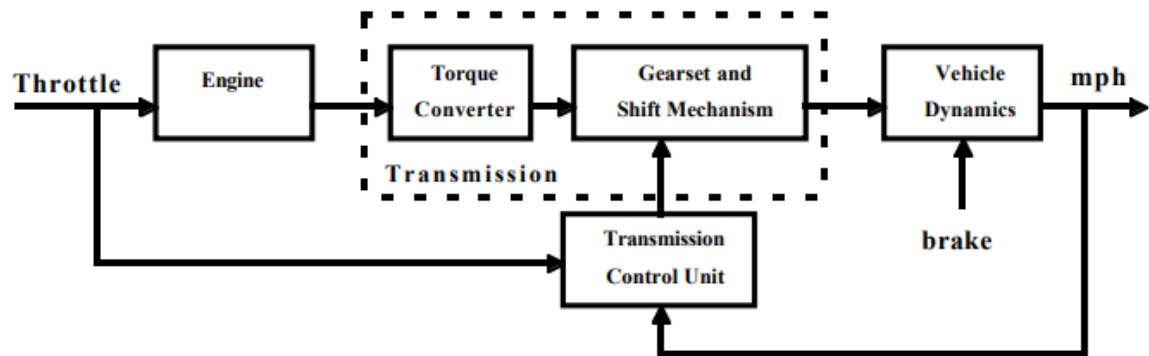 Throttle
Engine
Torque
Converter
Gearset and
Shift Mechanism
Vehicle
Dynamics
mph
Transmission
Transmission
Control Unit
brake